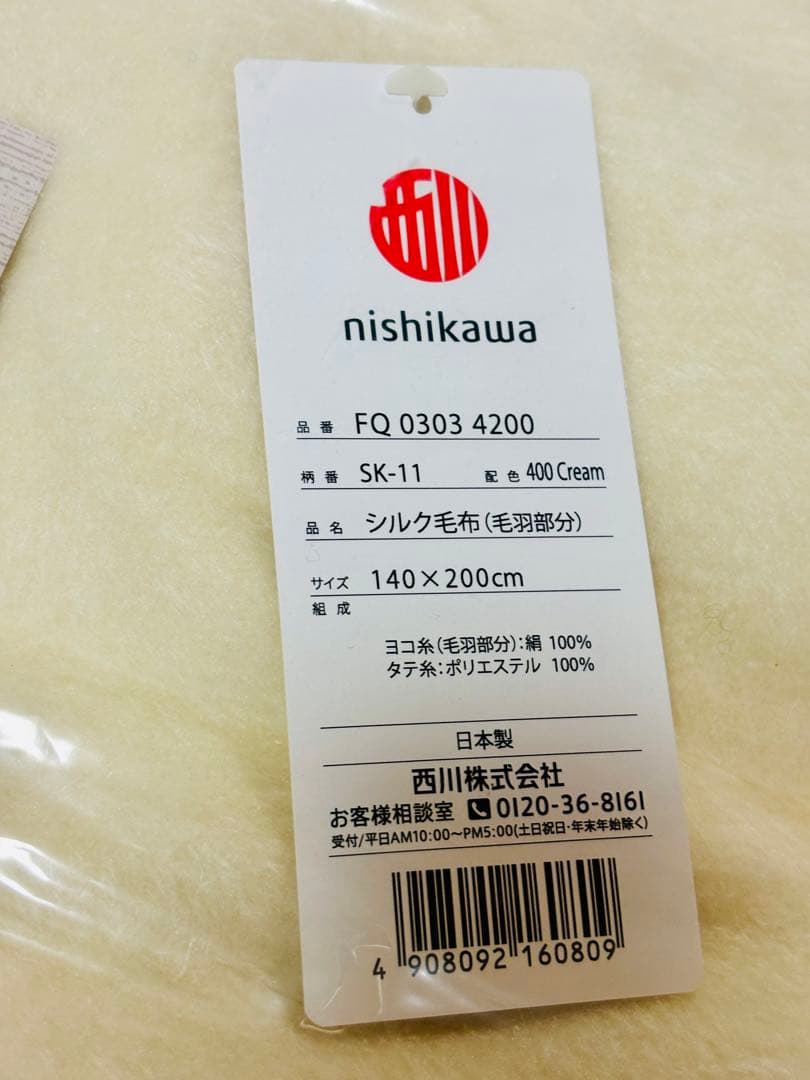 西川
nishikawa
品番 FQ 0303 4200
柄番 SK-11 配色 400 Cream
品名 シルク毛布(毛羽部分)
サイズ 140×200cm
組成
ヨコ糸(毛羽部分):絹 100%
タテ糸:ポリエステル 100%
日本製
西川株式会社
お客様相談室 0120-36-8161
受付/平日AM10:00～PM5:00(土日祝日・年末年始除く)
4 908092 160809